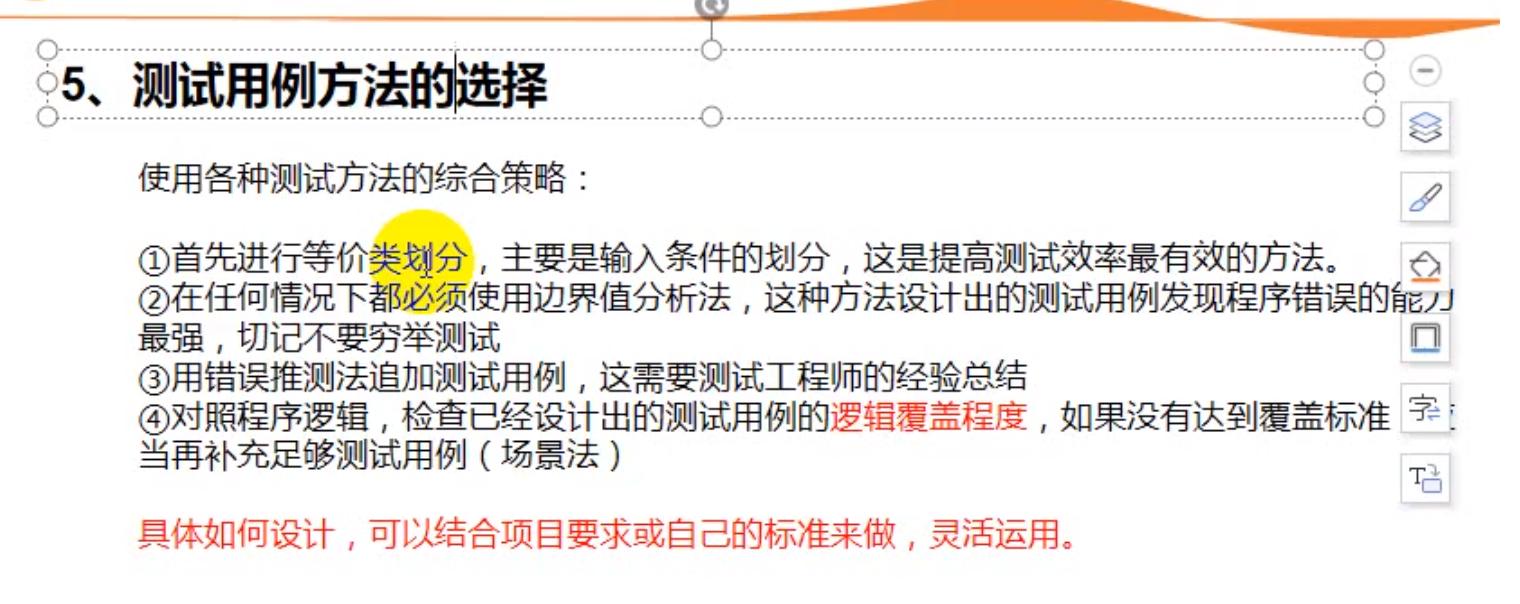 5、测试用例方法的选择
使用各种测试方法的综合策略：
①首先进行等价类划分，主要是输入条件的划分，这是提高测试效率最有效的方法。
②在任何情况下都必须使用边界值分析法，这种方法设计出的测试用例发现程序错误的能力
最强，切记不要穷举测试
③用错误推测法追加测试用例，这需要测试工程师的经验总结
④对照程序逻辑，检查已经设计出的测试用例的逻辑覆盖程度，如果没有达到覆盖标准
当再补充足够测试用例（场景法）
具体如何设计，可以结合项目要求或自己的标准来做，灵活运用。
字
T